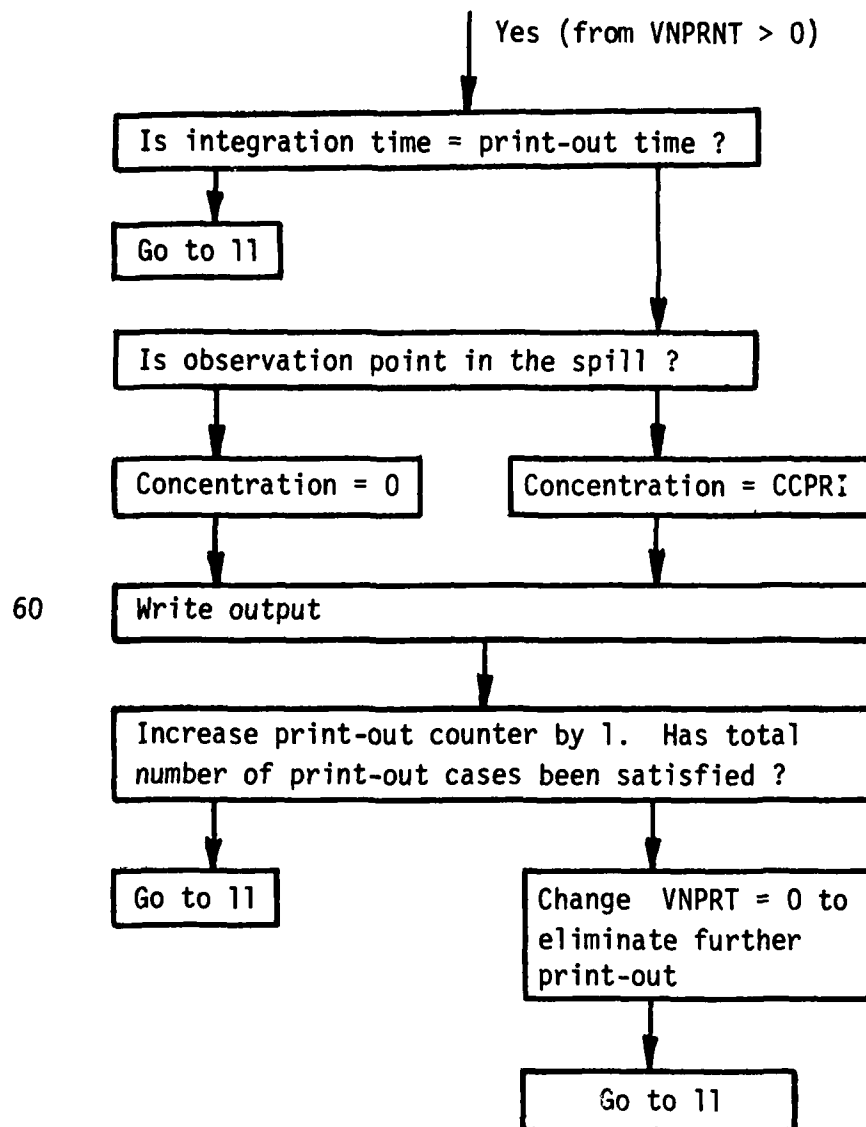 Yes (from VNPRNT > 0)
Is integration time = print-out time ?
Go to 11
Is observation point in the spill ?
Concentration = 0
Concentration = CCPRI
60
Write output
Increase print-out counter by 1. Has total
number of print-out cases been satisfied ?
Go to 11
Change VNPRT = 0 to
eliminate further
print-out
Go to 11